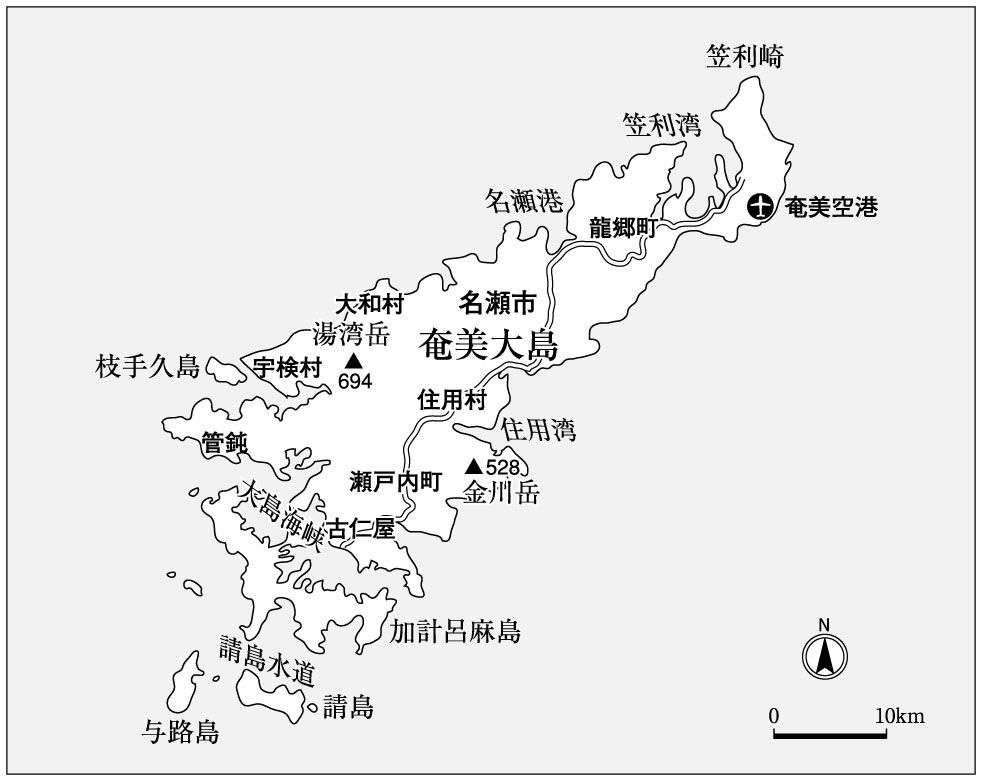 笠利崎
笠利湾
名瀬港
奄美空港
龍郷町
大和村
名瀬市
湯湾岳
694
奄美大島
枝手久島
宇検村
住用村
住用湾
管鈍
528
金川岳
瀬戸内町
大島海峡
古仁屋
加計呂麻島
請島水道
請島
与路島
N
0
10km